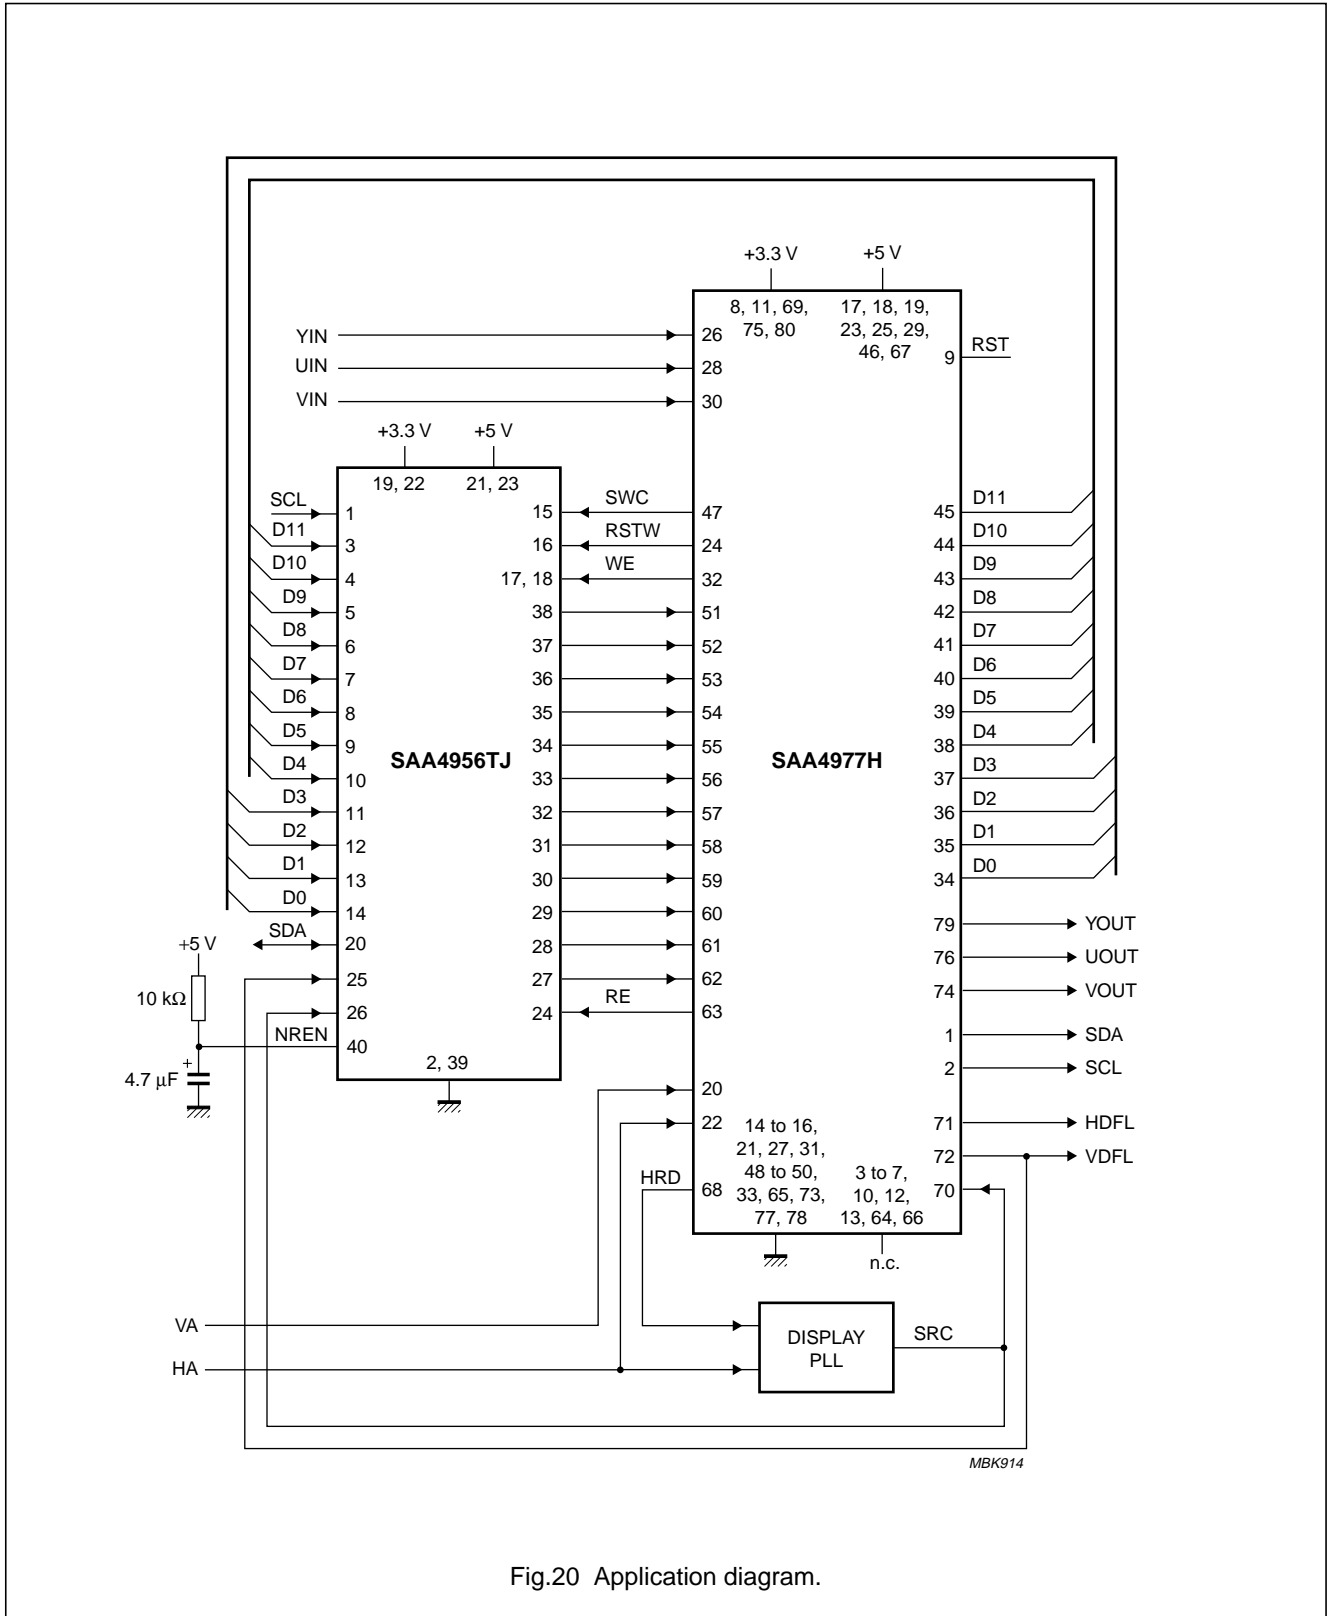 +3.3 V
+5 V
8, 11, 69,
75, 80
17, 18, 19,
23, 25, 29,
46, 67
YIN
26
9
RST
UIN
28
VIN
30
+3.3 V
+5 V
19, 22
21, 23
SCL
1
15
SWC
47
45
D11
D11
3
16
RSTW
24
44
D10
D10
4
17, 18
WE
32
43
D9
D9
5
38
51
42
D8
D8
6
37
52
41
D7
D7
7
36
53
40
D6
D6
8
35
54
39
D5
D5
9
34
55
38
D4
SAA4956TJ
SAA4977H
D4
10
33
56
37
D3
D3
11
32
57
36
D2
D2
12
31
58
35
D1
D1
13
30
59
34
D0
D0
14
29
60
79
YOUT
SDA
20
28
61
76
UOUT
+5 V
25
27
62
74
VOUT
10 kΩ
26
24
RE
63
1
SDA
NREN
40
2
SCL
+
4.7 μF
2, 39
20
22
71
HDFL
14 to 16,
21, 27, 31,
48 to 50,
33, 65, 73,
77, 78
72
VDFL
HRD
68
3 to 7,
10, 12,
13, 64, 66
70
n.c.
VA
DISPLAY
PLL
SRC
HA
MBK914
Fig.20 Application diagram.